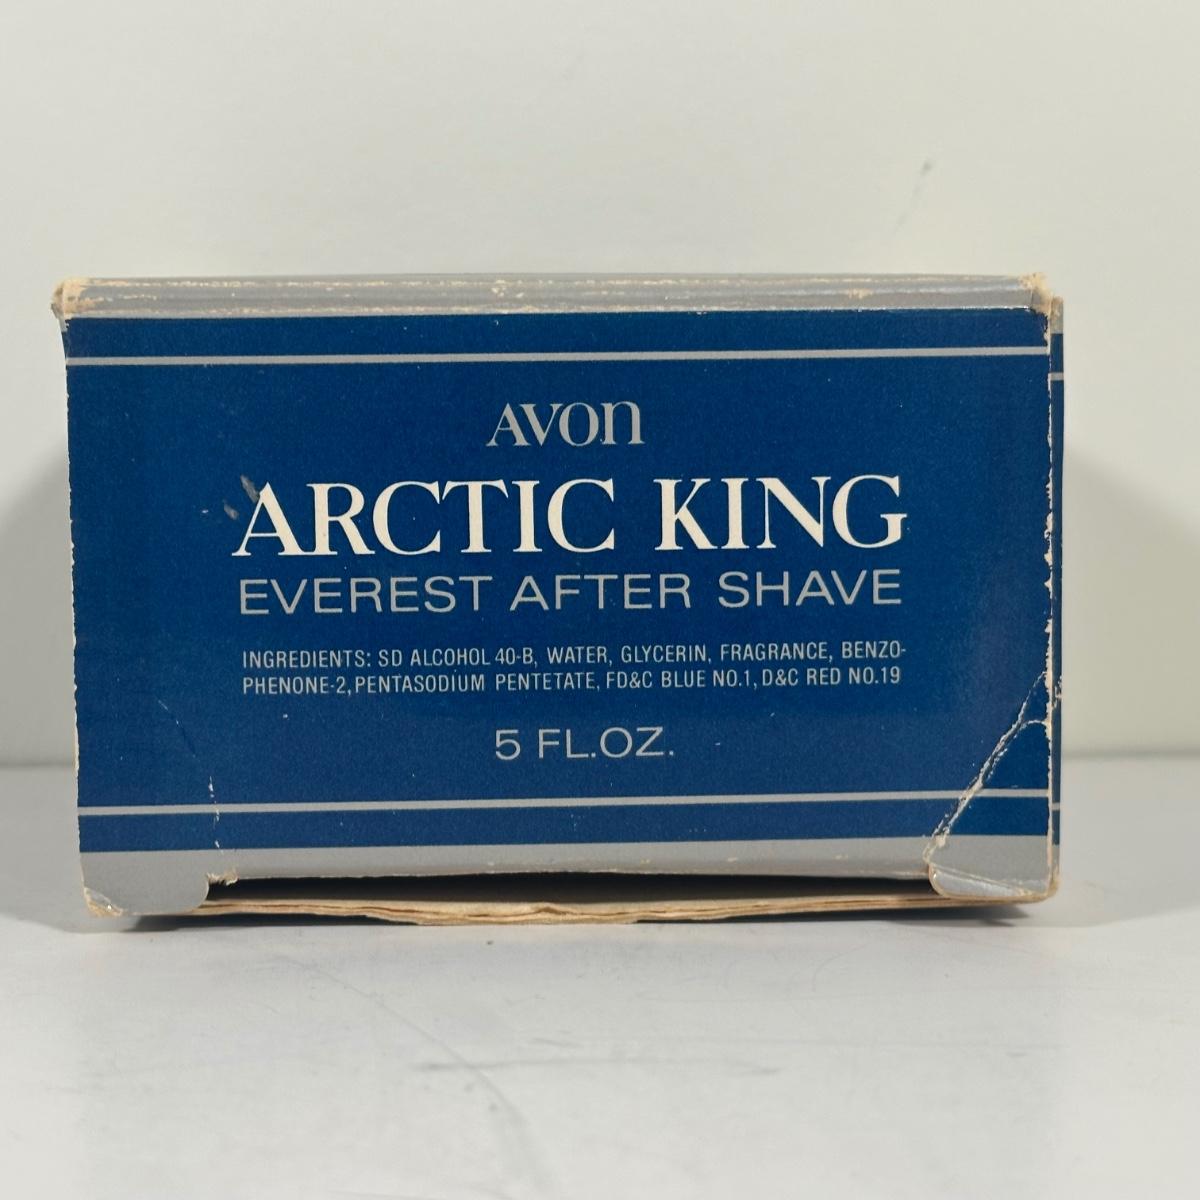 AVON
ARCTIC KING
EVEREST AFTER SHAVE
INGREDIENTS: SD ALCOHOL 40-B, WATER, GLYCERIN, FRAGRANCE, BENZO-
PHENONE-2, PENTASODIUM PENTETATE, FD&C BLUE NO.1, D&C RED NO.19
5 FL.OZ.